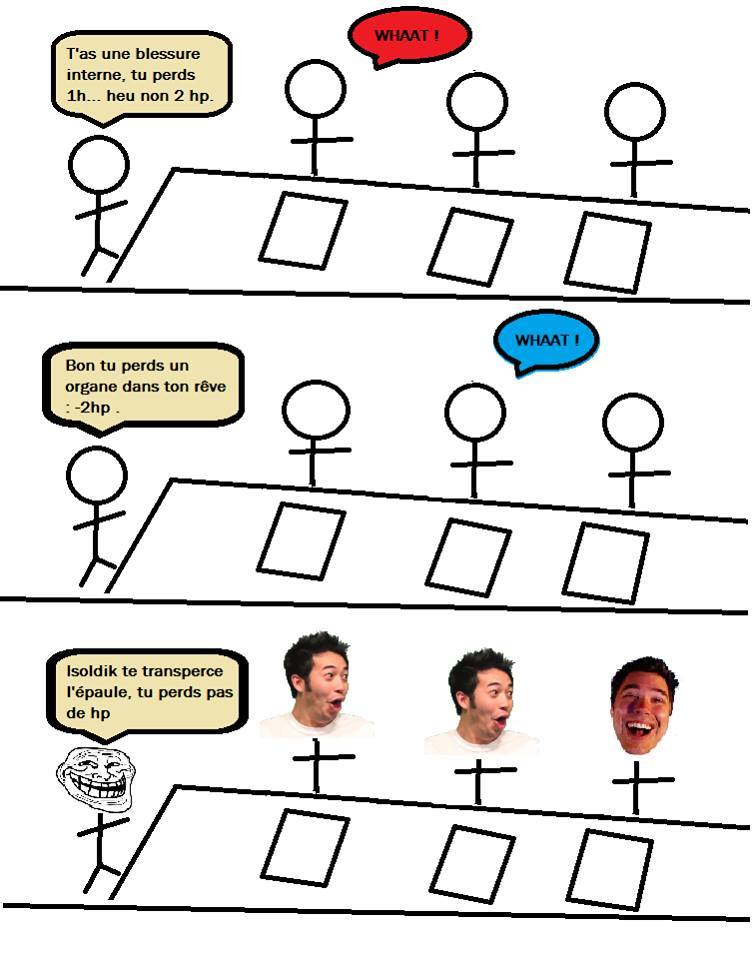 T'as une blessure
interne, tu perds
1h... heu non 2 hp.
WHAAT !
Bon tu perds un
organe dans ton rêve
: -2hp .
WHAAT !
Isoldik te transperce
l'épaule, tu perds pas
de hp